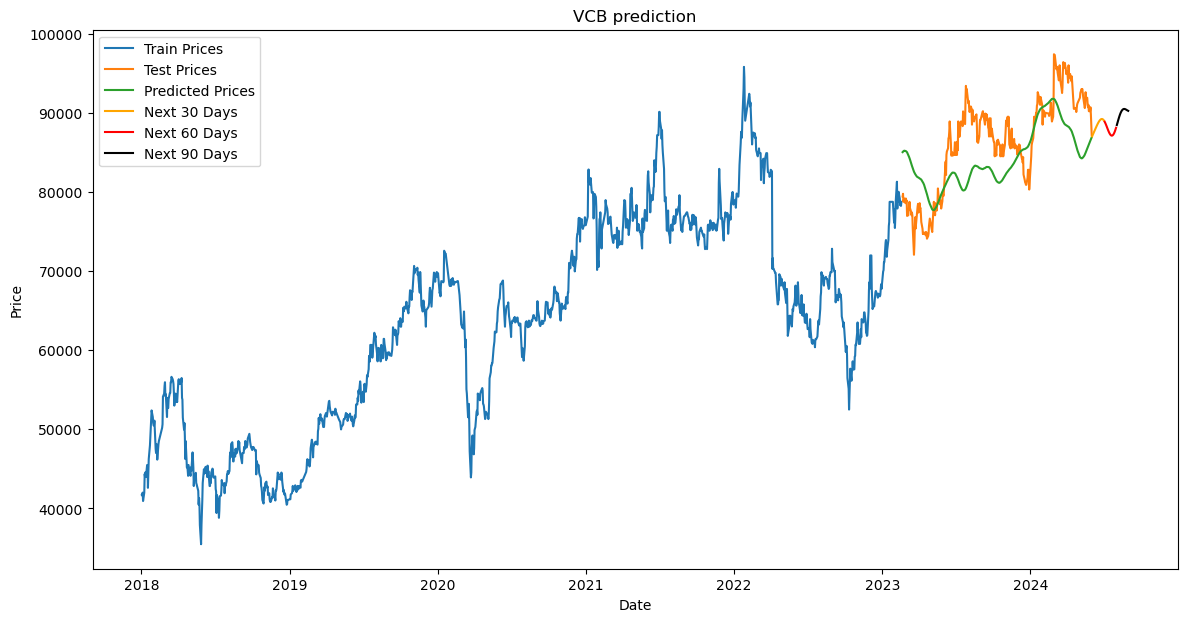 VCB prediction
Train Prices
Test Prices
Predicted Prices
Next 30 Days
Next 60 Days
Next 90 Days
Price
100000
90000
80000
70000
60000
50000
40000
2018 2019 2020 2021 2022 2023 2024
Date